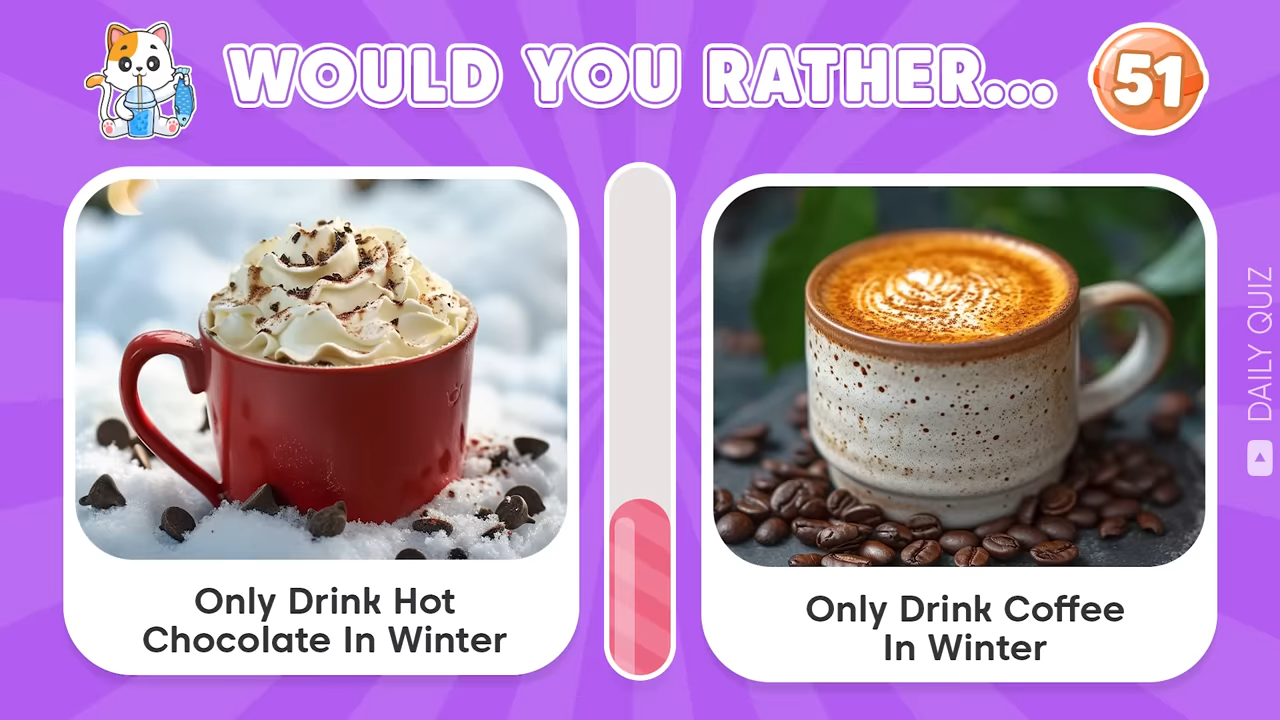 WOULD YOU RATHER...
51
Only Drink Hot
Chocolate In Winter
Only Drink Coffee
In Winter
DAILY QUIZ